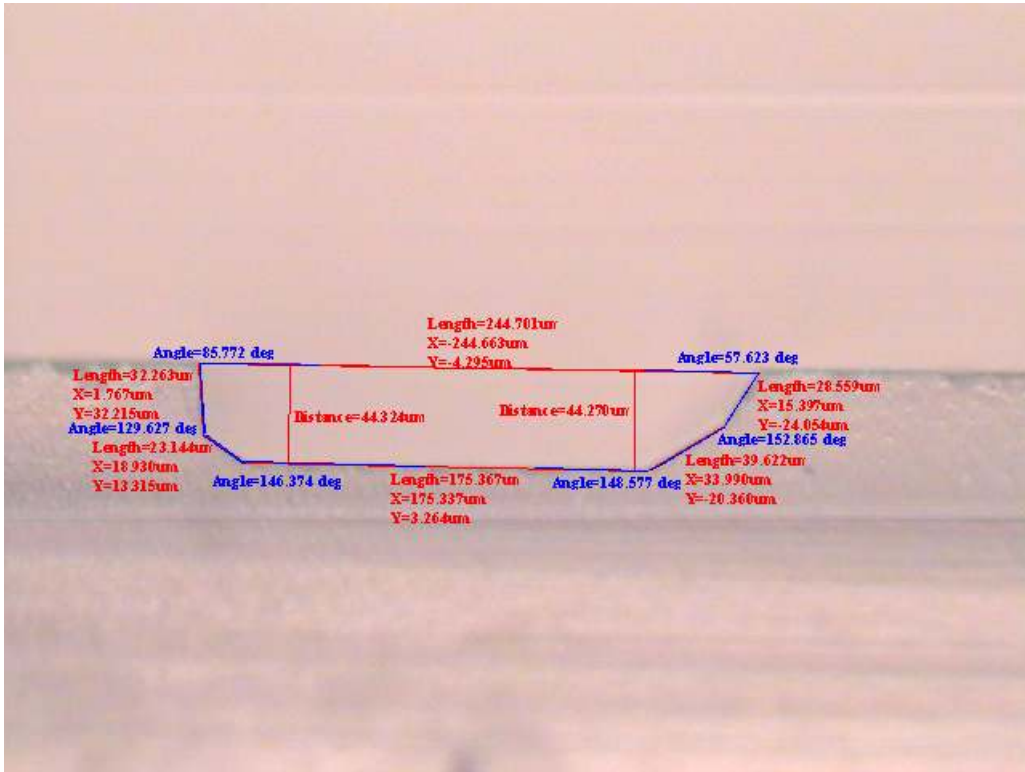 Length=244.701um
X=-244.663um
Y=-4.295um
Angle=85.772 deg
Angle=57.623 deg
Length=32.263um
X=1.767um
Y=32.215um
Length=28.559um
X=15.397um
Y=-24.054um
Distance=44.324um
Distance=44.270um
Angle=129.627 deg
Angle=152.865 deg
Length=23.144um
X=18.930um
Y=13.315um
Length=39.622um
X=33.990um
Y=-20.360um
Angle=146.374 deg
Length=175.367um
X=175.337um
Y=3.264um
Angle=148.577 deg